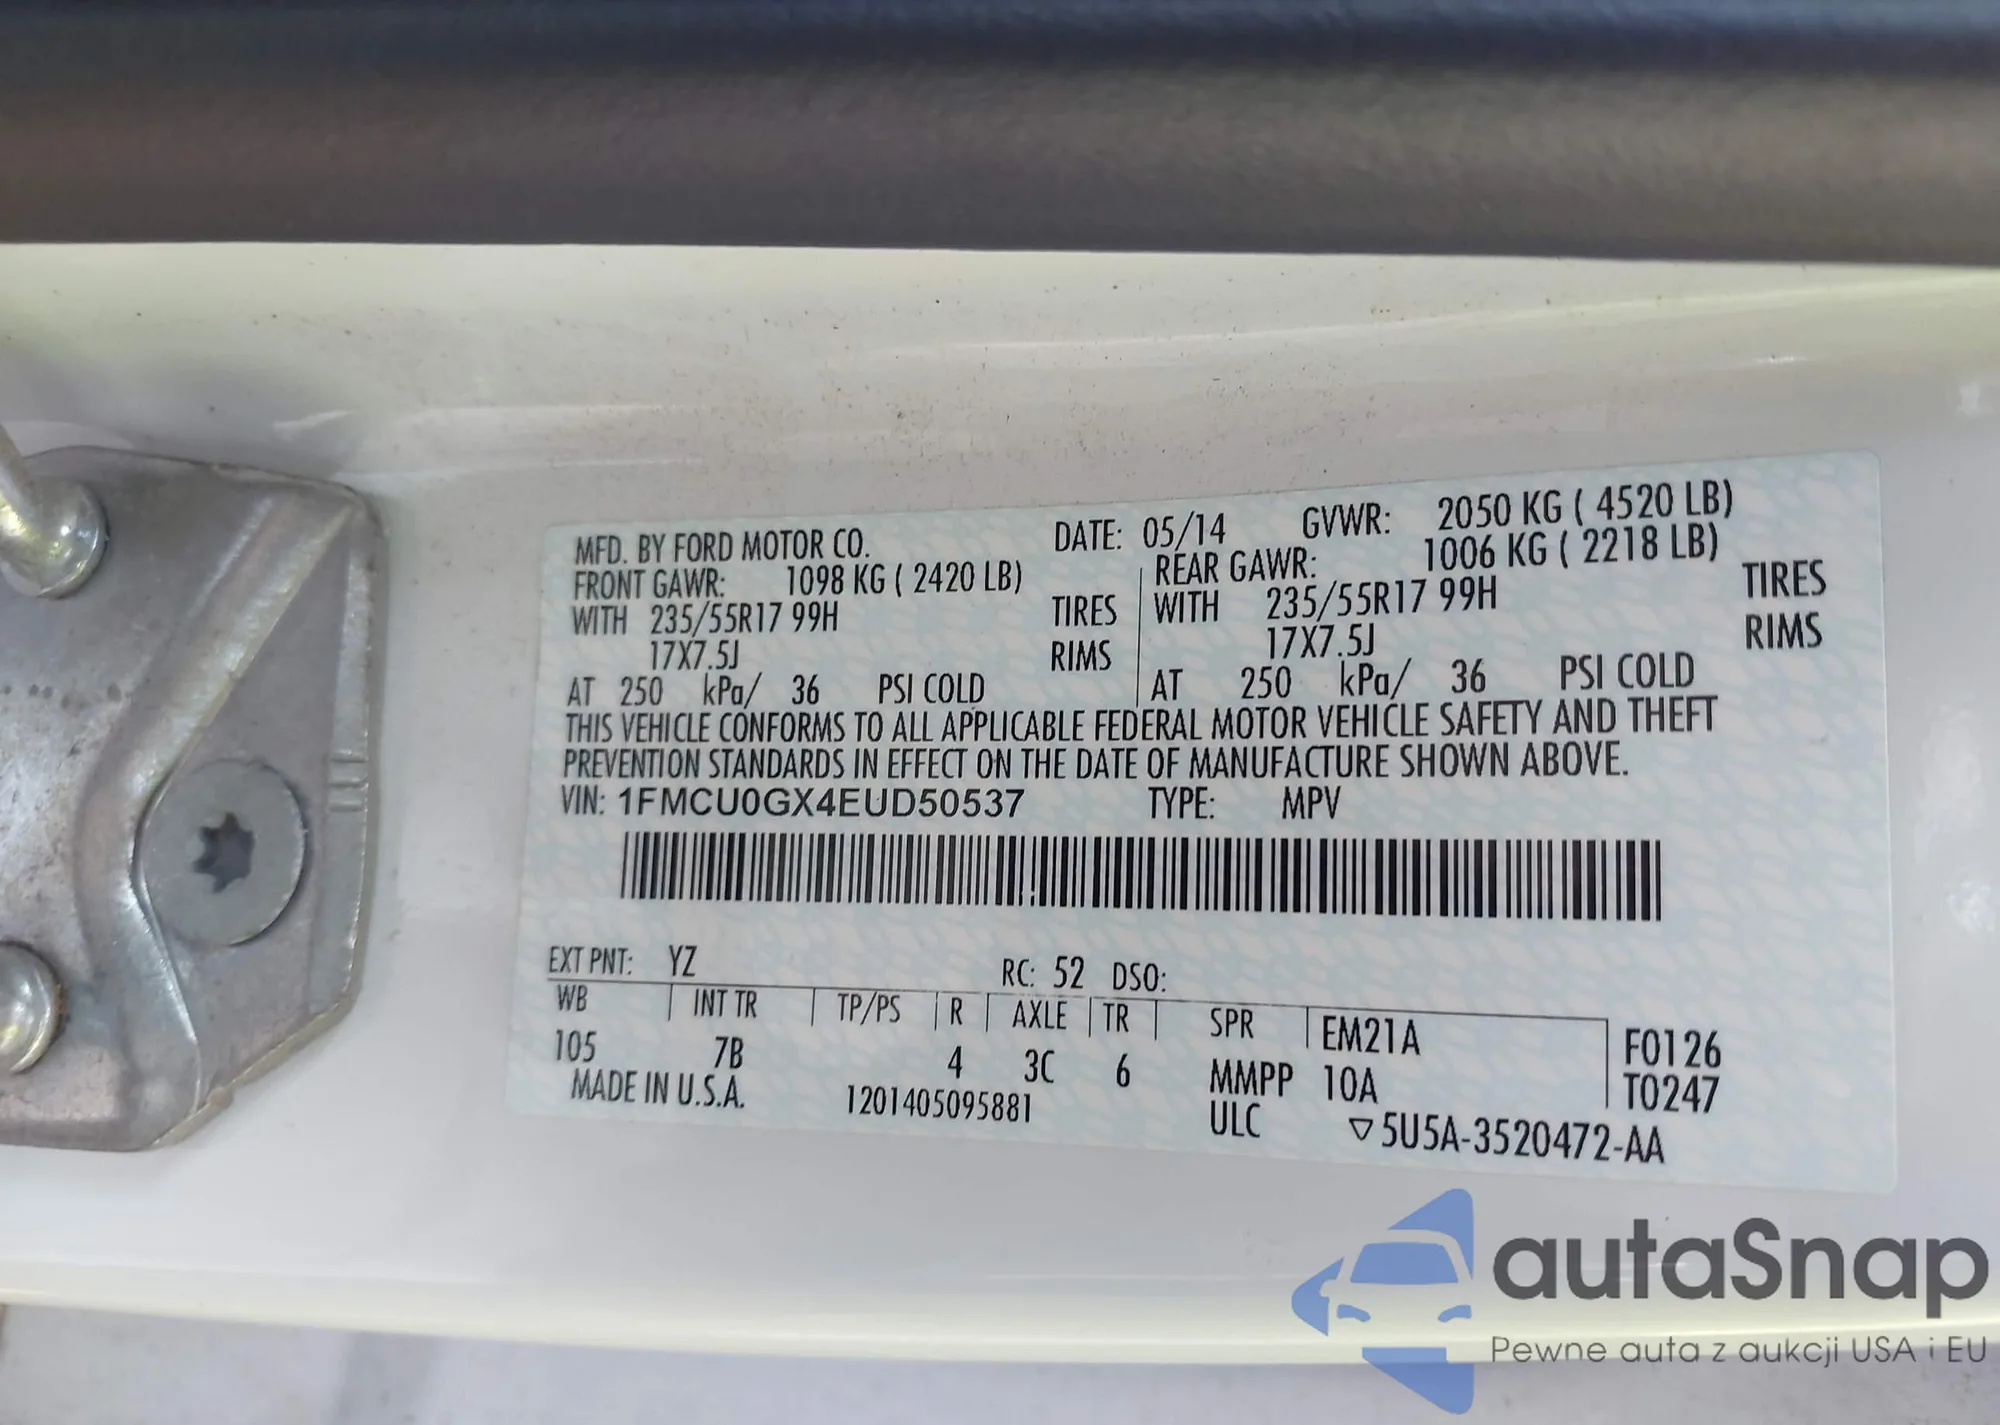 MFD. BY FORD MOTOR CO. DATE: 05/14 GVWR: 2050 KG ( 4520 LB)
FRONT GAWR: 1098 KG ( 2420 LB) REAR GAWR: 1006 KG ( 2218 LB)
WITH 235/55R17 99H TIRES WITH 235/55R17 99H TIRES
17X7.5J RIMS 17X7.5J RIMS
AT 250 kPa/ 36 PSI COLD AT 250 kPa/ 36 PSI COLD
THIS VEHICLE CONFORMS TO ALL APPLICABLE FEDERAL MOTOR VEHICLE SAFETY AND THEFT
PREVENTION STANDARDS IN EFFECT ON THE DATE OF MANUFACTURE SHOWN ABOVE.
VIN: 1FMCU0GX4EUD50537 TYPE: MPV
EXT PNT: YZ RC: 52 DSO:
WB INT TR TP/PS R AXLE TR SPR EM21A F0126
105 7B 4 3C 6 MMPP 10A T0247
MADE IN U.S.A. 1201405095881 ULC ▽5U5A-3520472-AA
autaSnap
Pewne auta z aukcji USA i EU